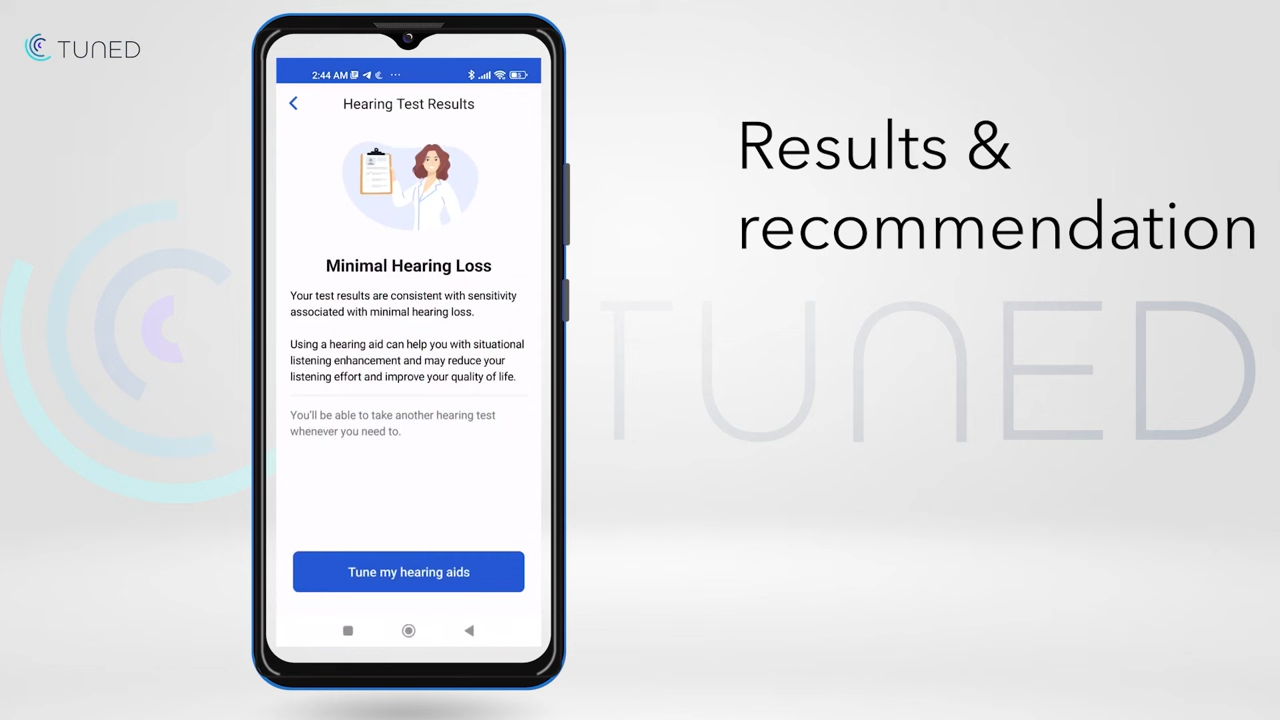 TUNED
2:44 AM
Hearing Test Results
Minimal Hearing Loss
Your test results are consistent with sensitivity
associated with minimal hearing loss.
Using a hearing aid can help you with situational
listening enhancement and may reduce your
listening effort and improve your quality of life.
You'll be able to take another hearing test
whenever you need to.
Tune my hearing aids
Results &
recommendation
TUNED